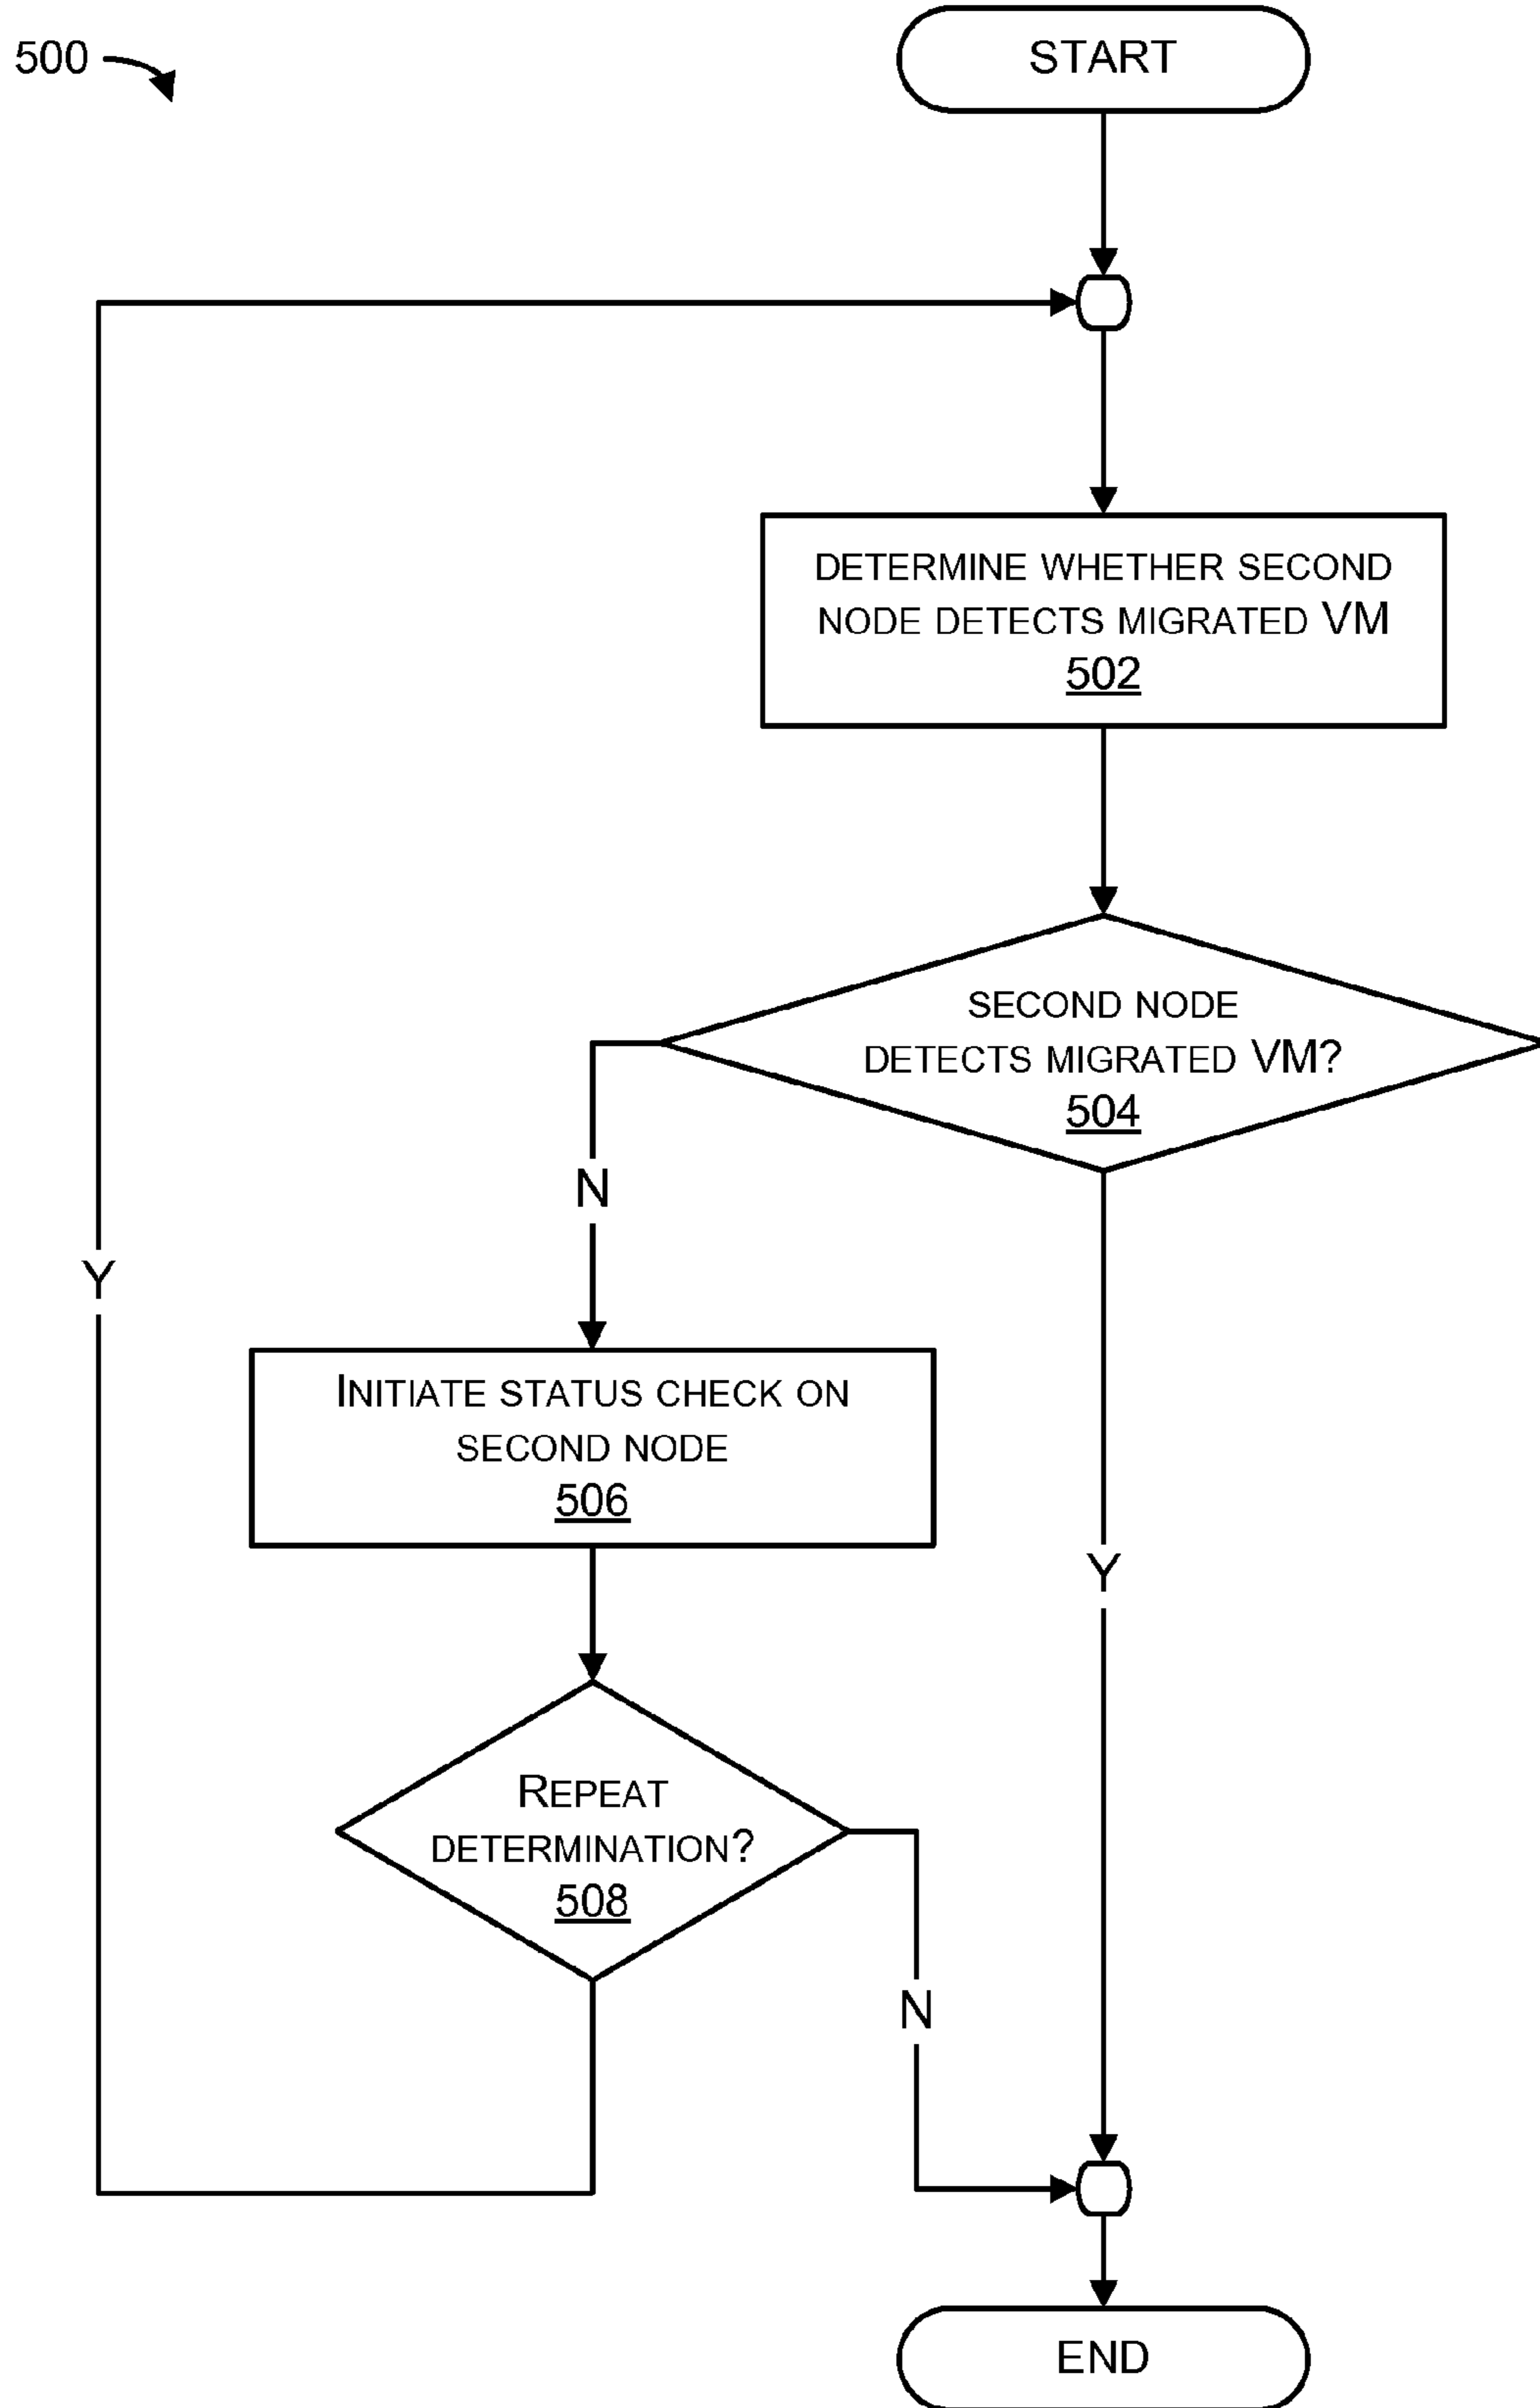 500
START
DETERMINE WHETHER SECOND
NODE DETECTS MIGRATED VM
502
SECOND NODE
DETECTS MIGRATED VM?
504
N
Y
INITIATE STATUS CHECK ON
SECOND NODE
506
Y
REPEAT
DETERMINATION?
508
N
END